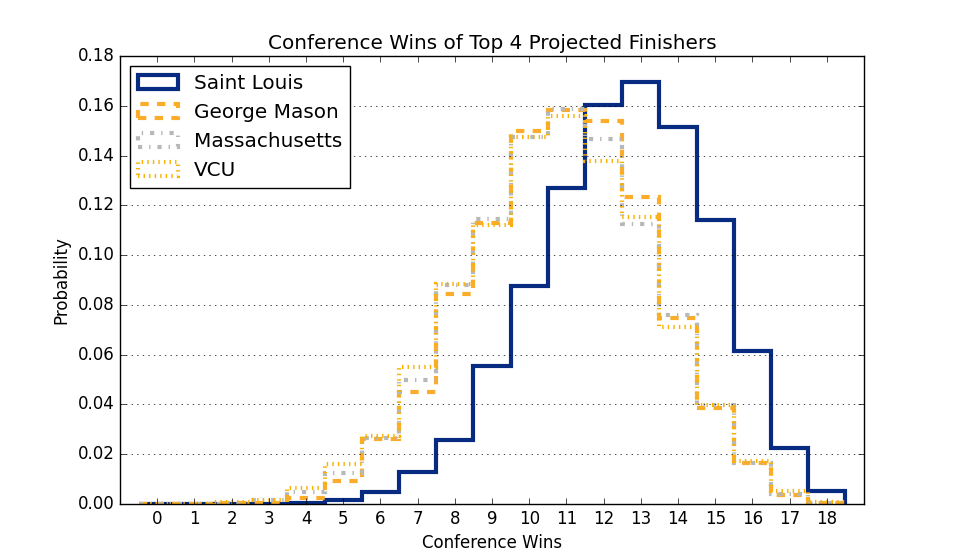 Conference Wins of Top 4 Projected Finishers
Saint Louis
George Mason
Massachusetts
VCU
Probability
0.18
0.16
0.14
0.12
0.10
0.08
0.06
0.04
0.02
0.00
0 1 2 3 4 5 6 7 8 9 10 11 12 13 14 15 16 17 18
Conference Wins